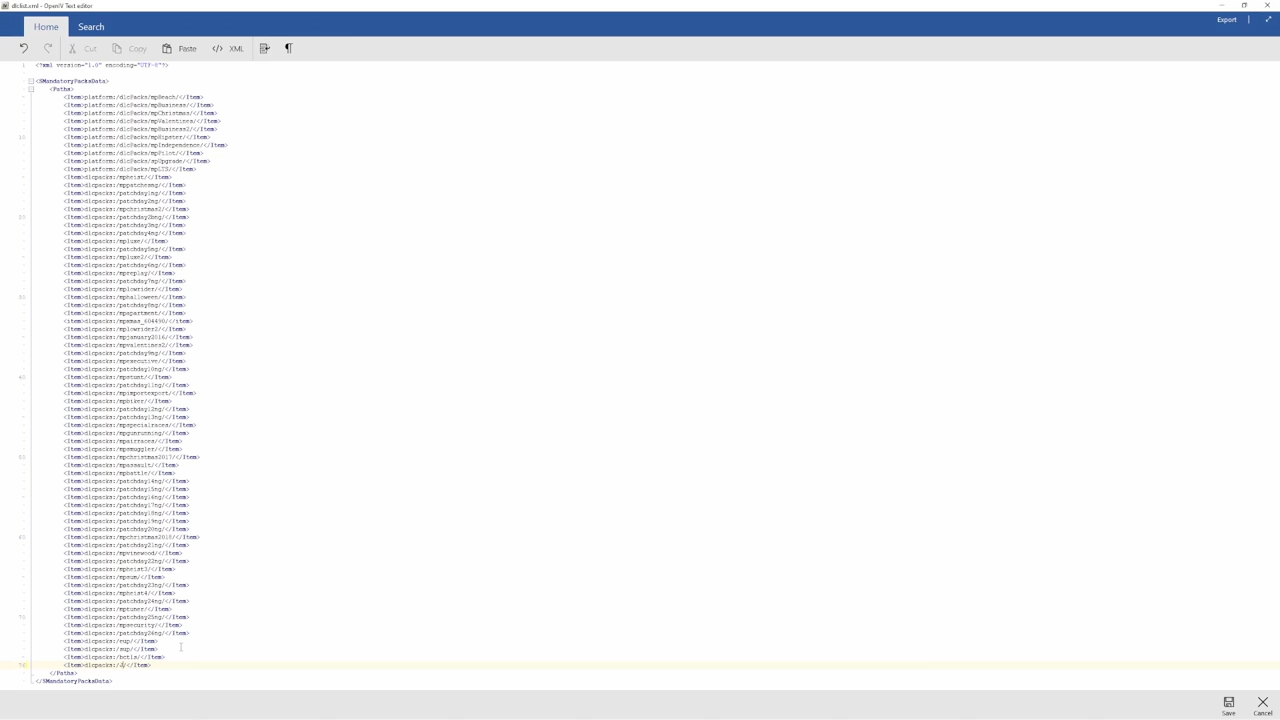 dlclist.xml - OpenIV Text editor
Home
Search
Export
Cut
Copy
Paste
XML
1
<?xml version="1.0" encoding="UTF-8"?>
<SMandatoryPacksData>
<Paths>
<Item>platform:/dlcPacks/mpBeach/</Item>
<Item>platform:/dlcPacks/mpBusiness/</Item>
<Item>platform:/dlcPacks/mpChristmas/</Item>
<Item>platform:/dlcPacks/mpValentines/</Item>
<Item>platform:/dlcPacks/mpBusiness2/</Item>
10 <Item>platform:/dlcPacks/mpHipster/</Item>
<Item>platform:/dlcPacks/mpIndependence/</Item>
<Item>platform:/dlcPacks/mpPilot/</Item>
<Item>platform:/dlcPacks/spUpgrade/</Item>
<Item>platform:/dlcPacks/mpLTS/</Item>
<Item>dlcpacks:/mpheist/</Item>
<Item>dlcpacks:/mppatchesng/</Item>
<Item>dlcpacks:/patchday1ng/</Item>
<Item>dlcpacks:/patchday2ng/</Item>
<Item>dlcpacks:/mpchristmas2/</Item>
20 <Item>dlcpacks:/patchday2bng/</Item>
<Item>dlcpacks:/patchday3ng/</Item>
<Item>dlcpacks:/patchday4ng/</Item>
<Item>dlcpacks:/mpluxe/</Item>
<Item>dlcpacks:/patchday5ng/</Item>
<Item>dlcpacks:/mpluxe2/</Item>
<Item>dlcpacks:/patchday6ng/</Item>
<Item>dlcpacks:/mpreplay/</Item>
<Item>dlcpacks:/patchday7ng/</Item>
<Item>dlcpacks:/mplowrider/</Item>
30 <Item>dlcpacks:/mphalloween/</Item>
<Item>dlcpacks:/patchday8ng/</Item>
<Item>dlcpacks:/mpapartment/</Item>
<item>dlcpacks:/mpxmas_604490/</item>
<Item>dlcpacks:/mplowrider2/</Item>
<Item>dlcpacks:/mpjanuary2016/</Item>
<Item>dlcpacks:/mpvalentines2/</Item>
<Item>dlcpacks:/patchday9ng/</Item>
<Item>dlcpacks:/mpexecutive/</Item>
<Item>dlcpacks:/patchday10ng/</Item>
40 <Item>dlcpacks:/mpstunt/</Item>
<Item>dlcpacks:/patchday11ng/</Item>
<Item>dlcpacks:/mpimportexport/</Item>
<Item>dlcpacks:/mpbiker/</Item>
<Item>dlcpacks:/patchday12ng/</Item>
<Item>dlcpacks:/patchday13ng/</Item>
<Item>dlcpacks:/mpspecialraces/</Item>
<Item>dlcpacks:/mpgunrunning/</Item>
<Item>dlcpacks:/mpairraces/</Item>
<Item>dlcpacks:/mpsmuggler/</Item>
50 <Item>dlcpacks:/mpchristmas2017/</Item>
<Item>dlcpacks:/mpassault/</Item>
<Item>dlcpacks:/mpbattle/</Item>
<Item>dlcpacks:/patchday14ng/</Item>
<Item>dlcpacks:/patchday15ng/</Item>
<Item>dlcpacks:/patchday16ng/</Item>
<Item>dlcpacks:/patchday17ng/</Item>
<Item>dlcpacks:/patchday18ng/</Item>
<Item>dlcpacks:/patchday19ng/</Item>
<Item>dlcpacks:/patchday20ng/</Item>
60 <Item>dlcpacks:/mpchristmas2018/</Item>
<Item>dlcpacks:/patchday21ng/</Item>
<Item>dlcpacks:/mpvinewood/</Item>
<Item>dlcpacks:/patchday22ng/</Item>
<Item>dlcpacks:/mpheist3/</Item>
<Item>dlcpacks:/mpsum/</Item>
<Item>dlcpacks:/patchday23ng/</Item>
<Item>dlcpacks:/mpheist4/</Item>
<Item>dlcpacks:/patchday24ng/</Item>
<Item>dlcpacks:/mptuner/</Item>
70 <Item>dlcpacks:/patchday25ng/</Item>
<Item>dlcpacks:/mpsecurity/</Item>
<Item>dlcpacks:/patchday26ng/</Item>
<Item>dlcpacks:/eup/</Item>
<Item>dlcpacks:/sup/</Item>
<Item>dlcpacks:/bctls/</Item>
76 <Item>dlcpacks:/J/</Item>
</Paths>
</SMandatoryPacksData>
Save
Cancel